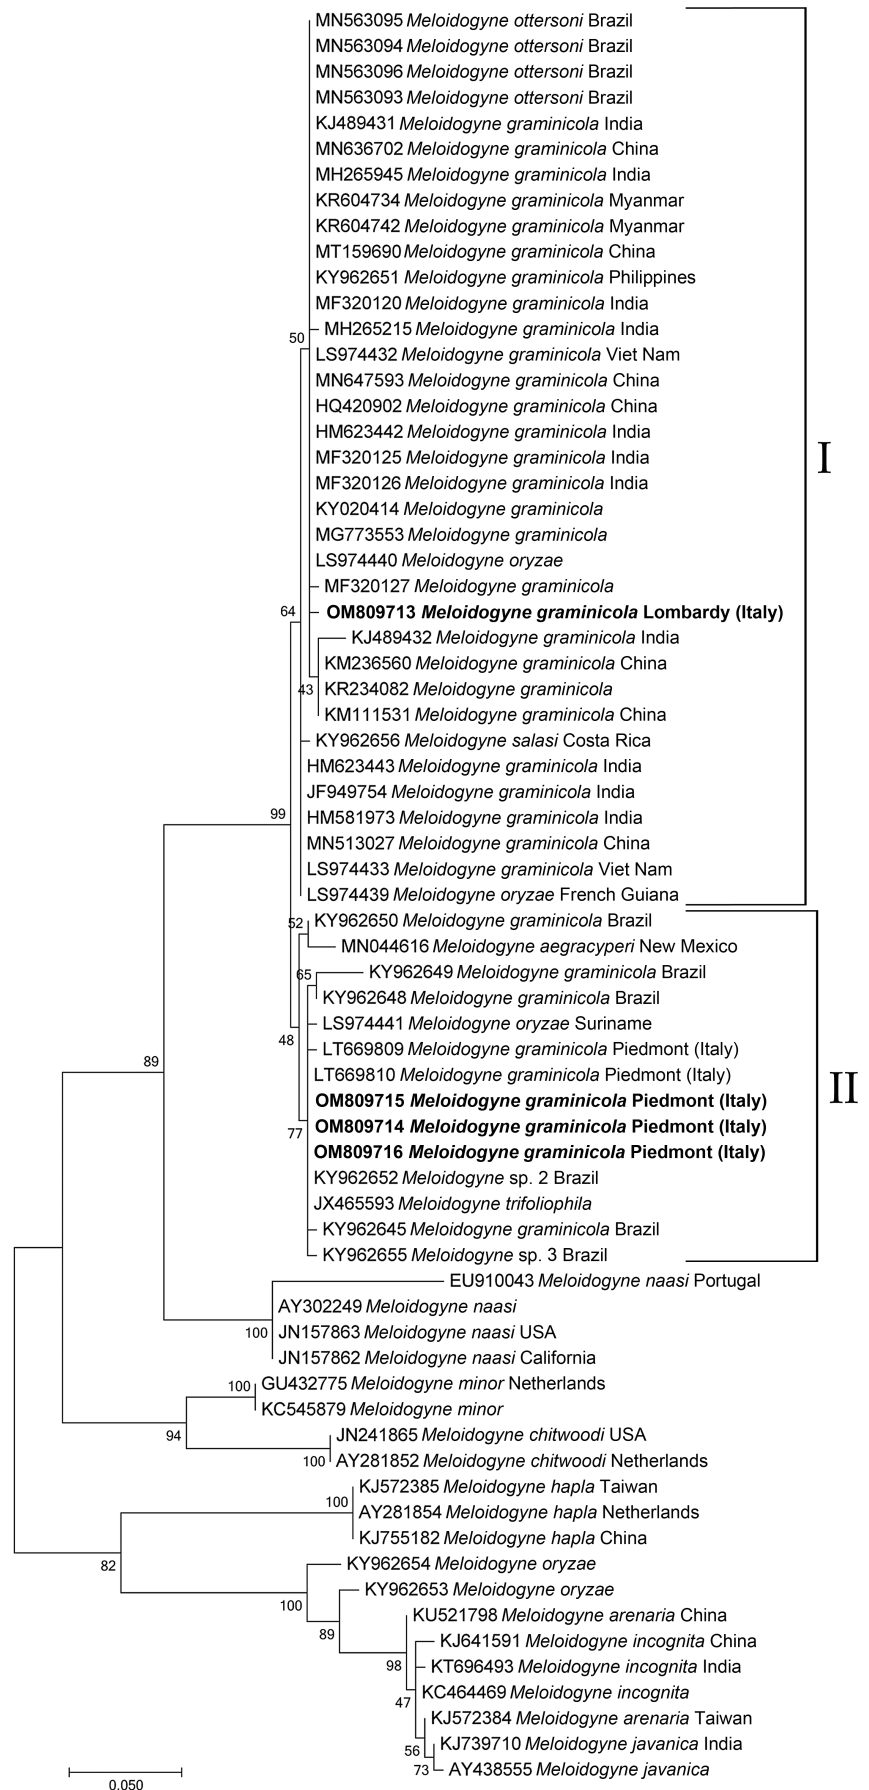 MN563095 Meloidogyne ottersoni Brazil
MN563094 Meloidogyne ottersoni Brazil
MN563096 Meloidogyne ottersoni Brazil
MN563093 Meloidogyne ottersoni Brazil
KJ489431 Meloidogyne graminicola India
MN636702 Meloidogyne graminicola China
MH265945 Meloidogyne graminicola India
KR604734 Meloidogyne graminicola Myanmar
KR604742 Meloidogyne graminicola Myanmar
MT159690 Meloidogyne graminicola China
KY962651 Meloidogyne graminicola Philippines
MF320120 Meloidogyne graminicola India
MH265215 Meloidogyne graminicola India
50
LS974432 Meloidogyne graminicola Viet Nam
MN647593 Meloidogyne graminicola China
HQ420902 Meloidogyne graminicola China
HM623442 Meloidogyne graminicola India
MF320125 Meloidogyne graminicola India
I
MF320126 Meloidogyne graminicola India
KY020414 Meloidogyne graminicola
MG773553 Meloidogyne graminicola
LS974440 Meloidogyne oryzae
MF320127 Meloidogyne graminicola
64
OM809713 Meloidogyne graminicola Lombardy (Italy)
KJ489432 Meloidogyne graminicola India
KM236560 Meloidogyne graminicola China
43
KR234082 Meloidogyne graminicola
KM111531 Meloidogyne graminicola China
KY962656 Meloidogyne salasi Costa Rica
HM623443 Meloidogyne graminicola India
JF949754 Meloidogyne graminicola India
99
HM581973 Meloidogyne graminicola India
MN513027 Meloidogyne graminicola China
LS974433 Meloidogyne graminicola Viet Nam
LS974439 Meloidogyne oryzae French Guiana
52
KY962650 Meloidogyne graminicola Brazil
MN044616 Meloidogyne aegracyperi New Mexico
65
KY962649 Meloidogyne graminicola Brazil
KY962648 Meloidogyne graminicola Brazil
LS974441 Meloidogyne oryzae Suriname
48
LT669809 Meloidogyne graminicola Piedmont (Italy)
89
LT669810 Meloidogyne graminicola Piedmont (Italy)
II
OM809715 Meloidogyne graminicola Piedmont (Italy)
OM809714 Meloidogyne graminicola Piedmont (Italy)
77
OM809716 Meloidogyne graminicola Piedmont (Italy)
KY962652 Meloidogyne sp. 2 Brazil
JX465593 Meloidogyne trifoliophila
KY962645 Meloidogyne graminicola Brazil
KY962655 Meloidogyne sp. 3 Brazil
EU910043 Meloidogyne naasi Portugal
AY302249 Meloidogyne naasi
100
JN157863 Meloidogyne naasi USA
JN157862 Meloidogyne naasi California
100
GU432775 Meloidogyne minor Netherlands
KC545879 Meloidogyne minor
94
JN241865 Meloidogyne chitwoodi USA
100
AY281852 Meloidogyne chitwoodi Netherlands
KJ572385 Meloidogyne hapla Taiwan
100
AY281854 Meloidogyne hapla Netherlands
KJ755182 Meloidogyne hapla China
82
KY962654 Meloidogyne oryzae
KY962653 Meloidogyne oryzae
100
KU521798 Meloidogyne arenaria China
89
KJ641591 Meloidogyne incognita China
98
KT696493 Meloidogyne incognita India
KC464469 Meloidogyne incognita
47
KJ572384 Meloidogyne arenaria Taiwan
KJ739710 Meloidogyne javanica India
56
73
AY438555 Meloidogyne javanica
0.050